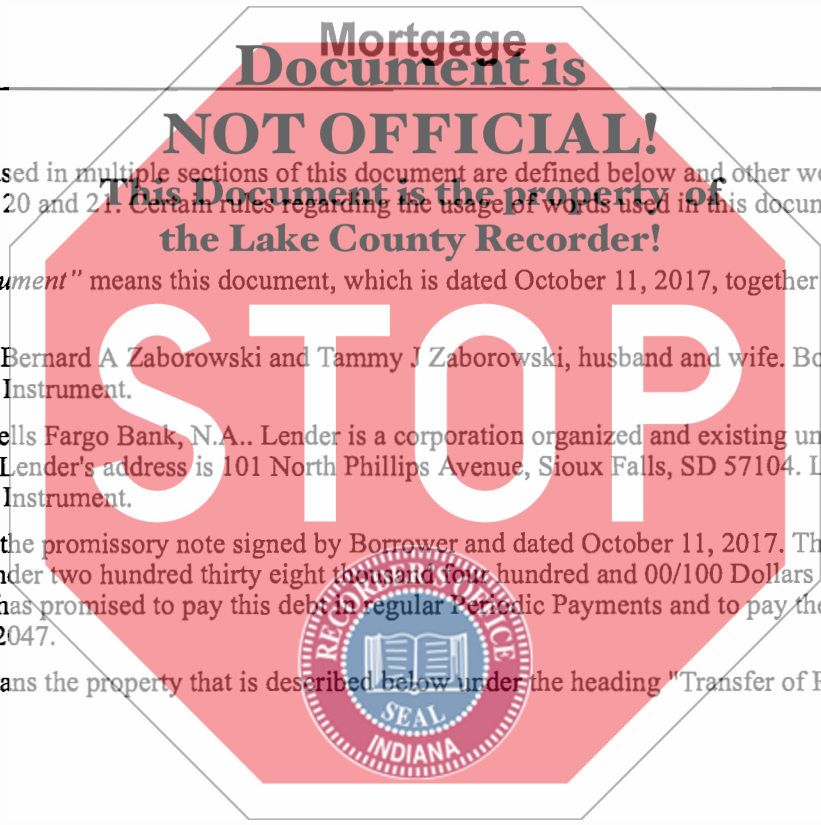 Mortgage
Document is
NOT OFFICIAL!
sed in multiple sections of this document are defined below and other
This Document is the property of
20 and 21. Certain rules regarding the usage of words used in this
the Lake County Recorder!
ument” means this document, which is dated October 11, 2017, together
STOP
Bernard A Zaborowski and Tammy J Zaborowski, husband and wife.
Instrument.
ells Fargo Bank, N.A.. Lender is a corporation organized and existing
Lender's address is 101 North Phillips Avenue, Sioux Falls, SD 57104.
Instrument.
the promissory note signed by Borrower and dated October 11, 2017.
nder two hundred thirty eight thousand four hundred and 00/100 Dollars
has promised to pay this debt in regular Periodic Payments and to pay the
2047.
ans the property that is described below under the heading "Transfer of
RECORDER'S OFFICE
SEAL
INDIANA